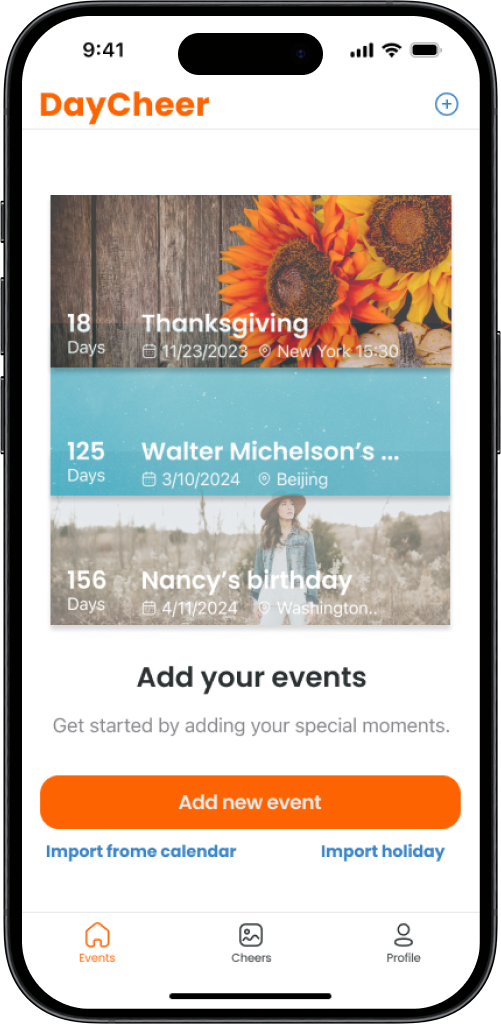 9:41
DayCheer
18 Days
Thanksgiving
11/23/2023 New York 15:30
125 Days
Walter Michelson's ...
3/10/2024 Beijing
156 Days
Nancy's birthday
4/11/2024 Washington..
Add your events
Get started by adding your special moments.
Add new event
Import frome calendar Import holiday
Events Cheers Profile